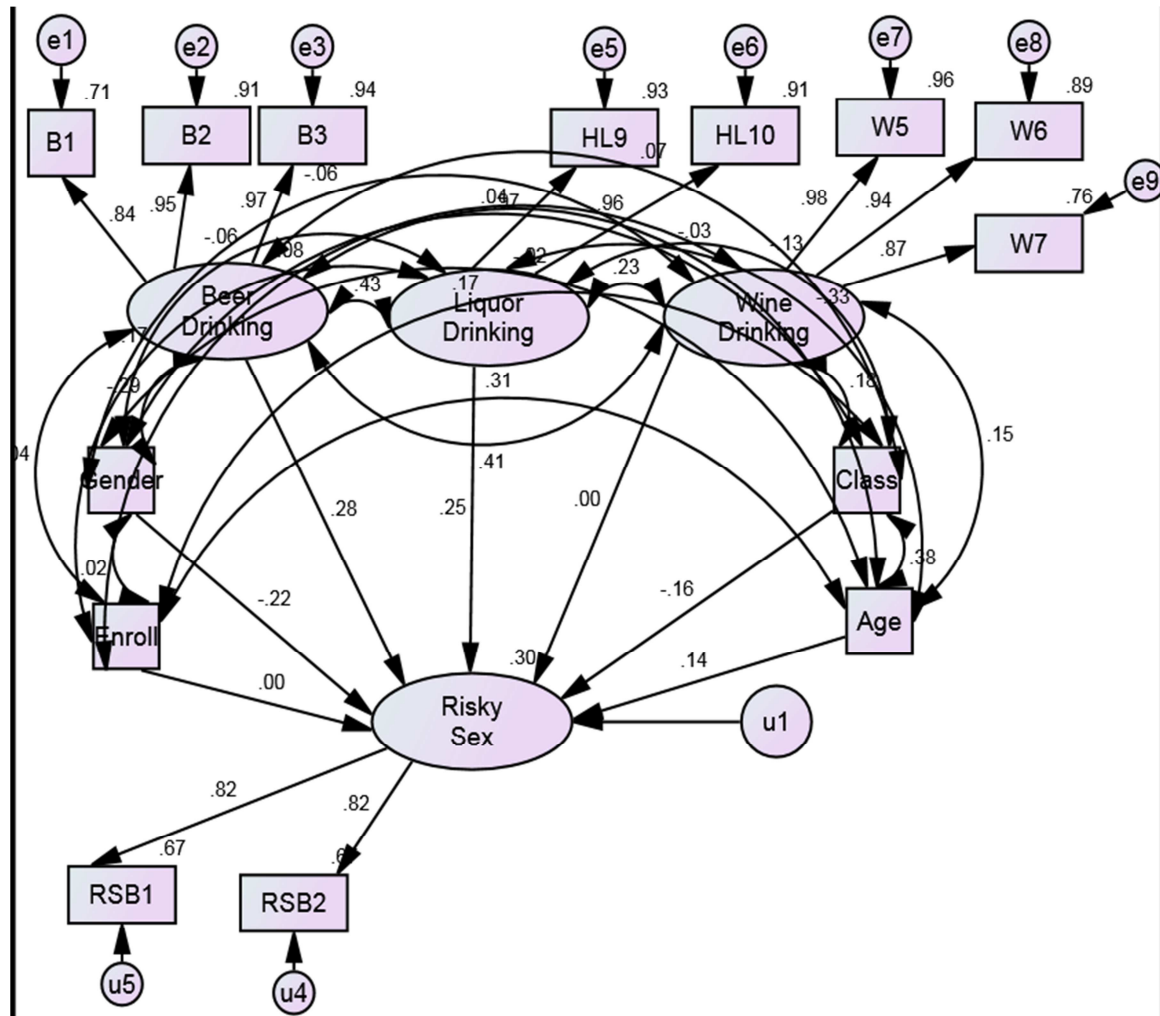 e1
e2
e3
e5
e6
e7
e8
.71
.91
.94
.93
.91
.96
.89
B1
B2
B3
HL9
HL10
W5
W6
e9
.07
.76
-.06
.84
.95
.97
.04
.97
.96
.98
.94
W7
-.06
.08
-.02
-.03
-.13
.87
.43
.17
.23
-.33
Beer
Drinking
Liquor
Drinking
Wine
Drinking
-.29
.31
.18
.15
Gender
.41
Class
.28
.25
.00
.02
.38
-.22
-.16
Enroll
Age
.00
.30
.14
Risky
Sex
u1
.82
.82
.67
RSB1
RSB2
u5
u4